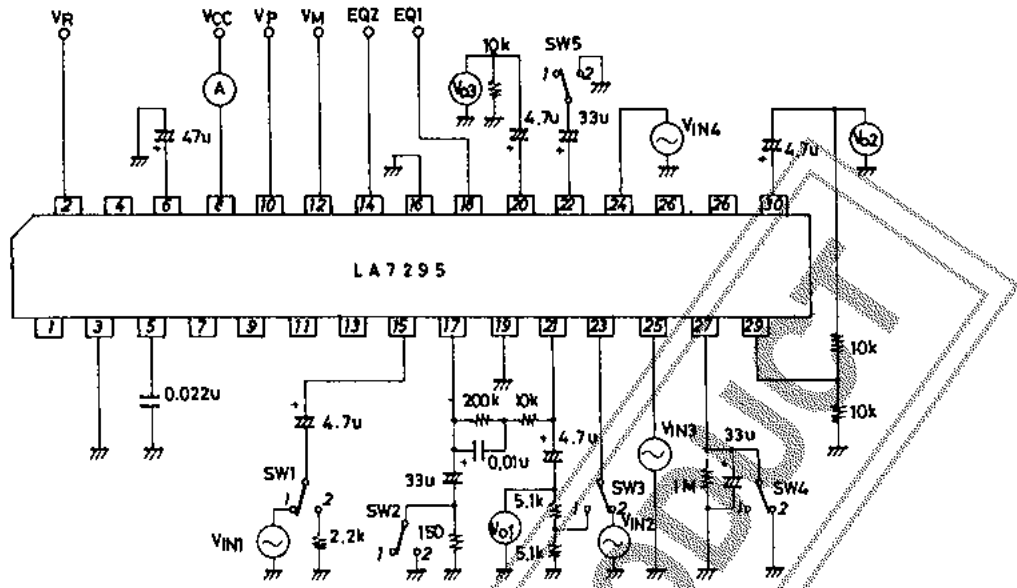 VR VCC VP VM EQ2 EQ1
10k SW5
1 2
A Vo3
47u 4.7u 33u VIN4 4.7u Vo2
2 4 6 8 10 12 14 16 18 20 22 24 26 26 30
LA7295
1 3 5 7 9 11 13 15 17 19 21 23 25 27 29
10k
0.022u 200k 10k 10k
4.7u 0.01u 4.7u VIN3 33u
SW1 33u 5.1k SW3 1M SW4
1 2 SW2 150 Vo1 1 2 1 2
VIN1 2.2k 1 2 5.1k VIN2
DUCT